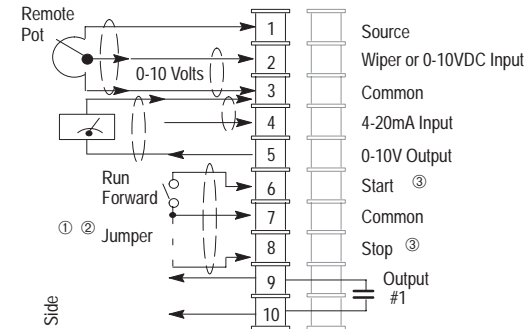 Remote
Pot
1
Source
2
Wiper or 0-10VDC Input
0-10 Volts
3
Common
4
4-20mA Input
5
0-10V Output
Run
Forward
6
Start ③
7
Common
① ② Jumper
8
Stop ③
9
Output
#1
10
Side